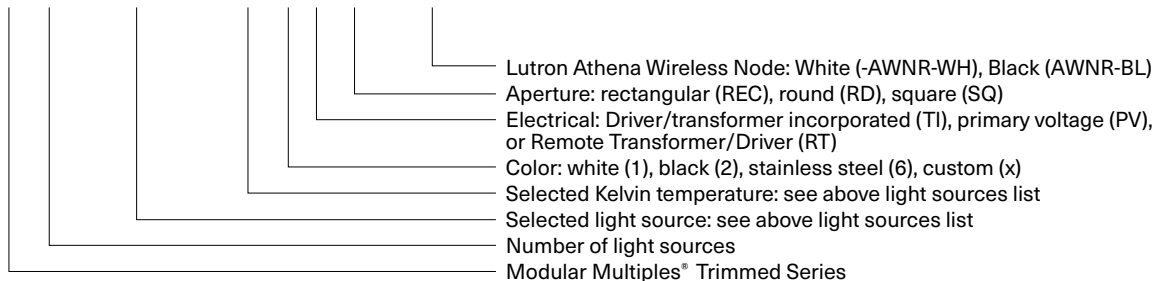 Lutron Athena Wireless Node: White (-AWNR-WH), Black (AWNR-BL)
Aperture: rectangular (REC), round (RD), square (SQ)
Electrical: Driver/transformer incorporated (TI), primary voltage (PV),
or Remote Transformer/Driver (RT)
Color: white (1), black (2), stainless steel (6), custom (x)
Selected Kelvin temperature: see above light sources list
Selected light source: see above light sources list
Number of light sources
Modular Multiples® Trimmed Series